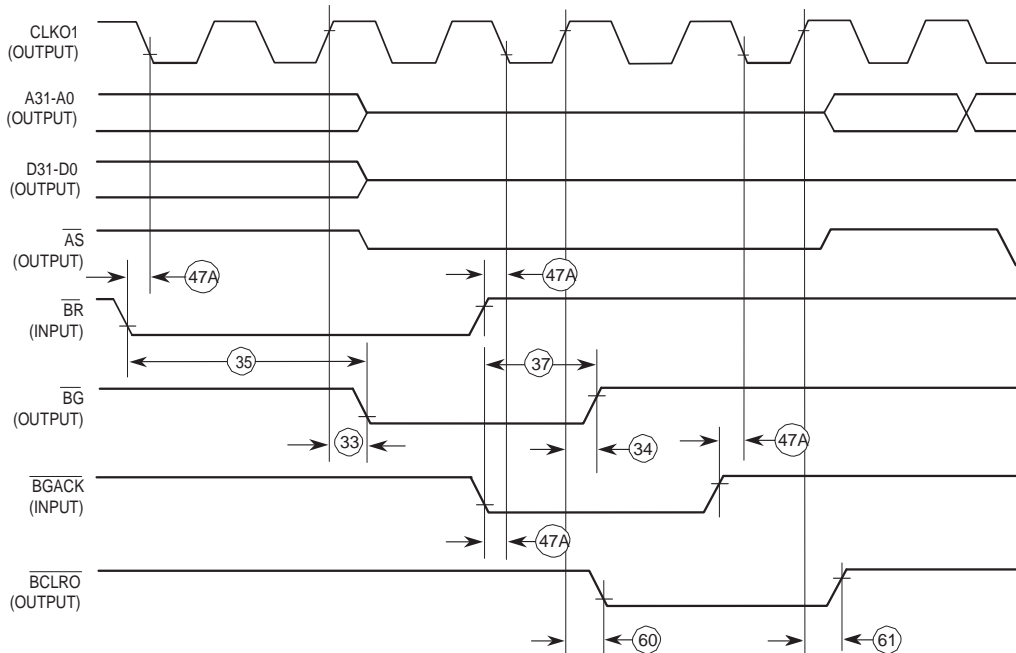 CLKO1
(OUTPUT)
A31-A0
(OUTPUT)
D31-D0
(OUTPUT)
AS
(OUTPUT)
47A
47A
BR
(INPUT)
35
37
BG
(OUTPUT)
33
34
47A
BGACK
(INPUT)
47A
BCLRO
(OUTPUT)
60
61